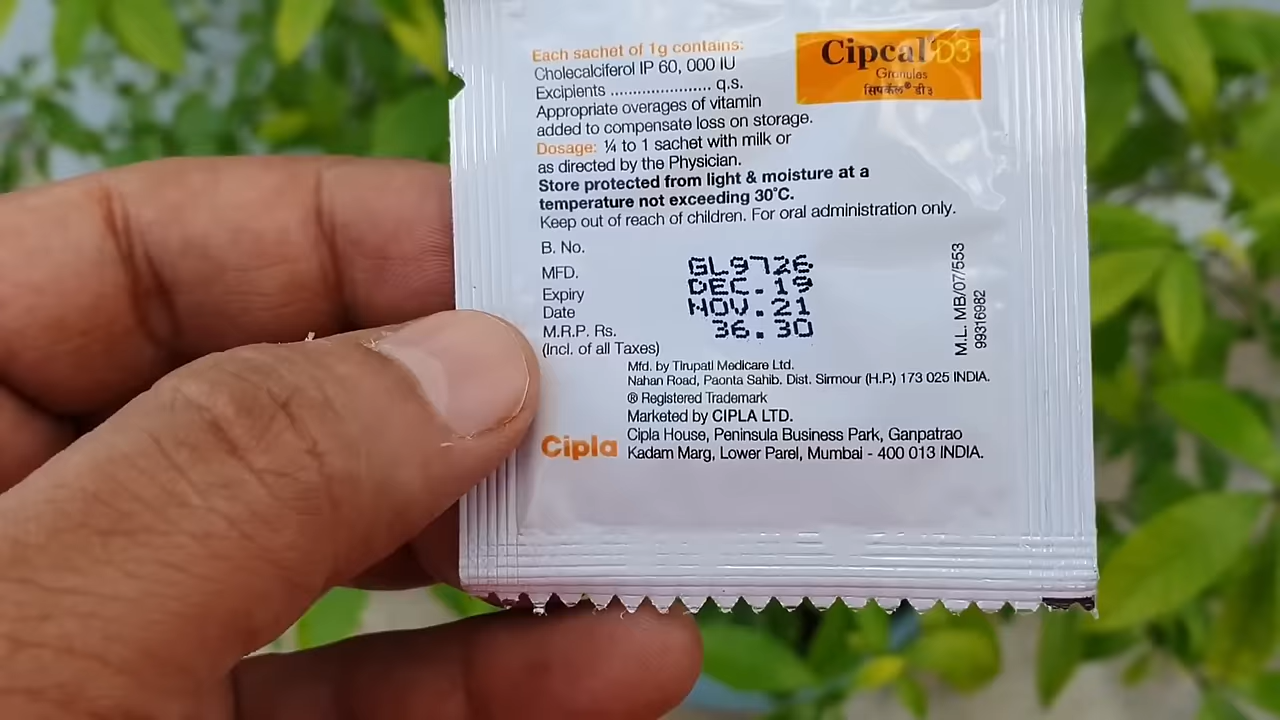 Cipcal® D3
Granules
सिपकॅल® डी३
Each sachet of 1g contains:
Cholecalciferol IP 60, 000 IU
Excipients ..................... q.s.
Appropriate overages of vitamin
added to compensate loss on storage.
Dosage: ¼ to 1 sachet with milk or
as directed by the Physician.
Store protected from light & moisture at a
temperature not exceeding 30°C.
Keep out of reach of children. For oral administration only.
B. No. GL9726
MFD. DEC.19
Expiry
Date NOV.21
M.R.P. Rs. 36.30
(Incl. of all Taxes)
M.L. MB/07/553
99316982
Mfd. by Tirupati Medicare Ltd.
Nahan Road, Paonta Sahib. Dist. Sirmour (H.P.) 173 025 INDIA.
® Registered Trademark
Marketed by CIPLA LTD.
Cipla
Cipla House, Peninsula Business Park, Ganpatrao
Kadam Marg, Lower Parel, Mumbai - 400 013 INDIA.